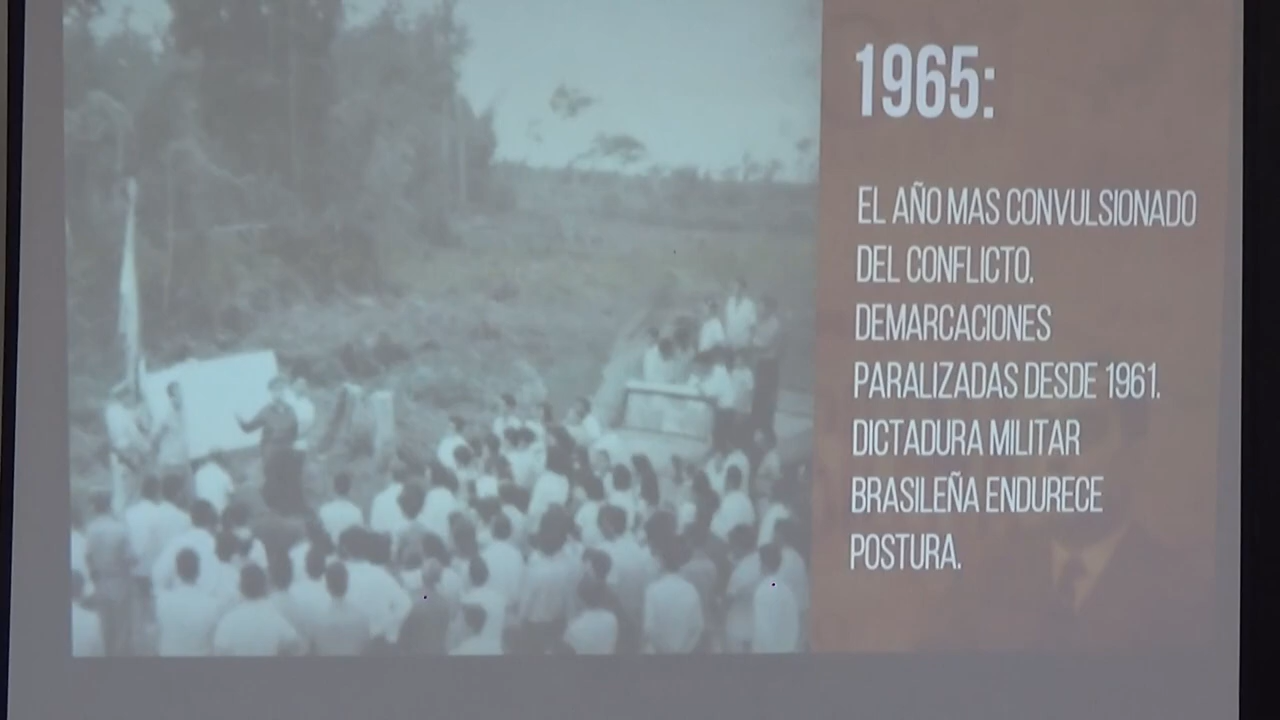 1965:
EL AÑO MAS CONVULSIONADO
DEL CONFLICTO.
DEMARCACIONES
PARALIZADAS DESDE 1961.
DICTADURA MILITAR
BRASILEÑA ENDURECE
POSTURA.